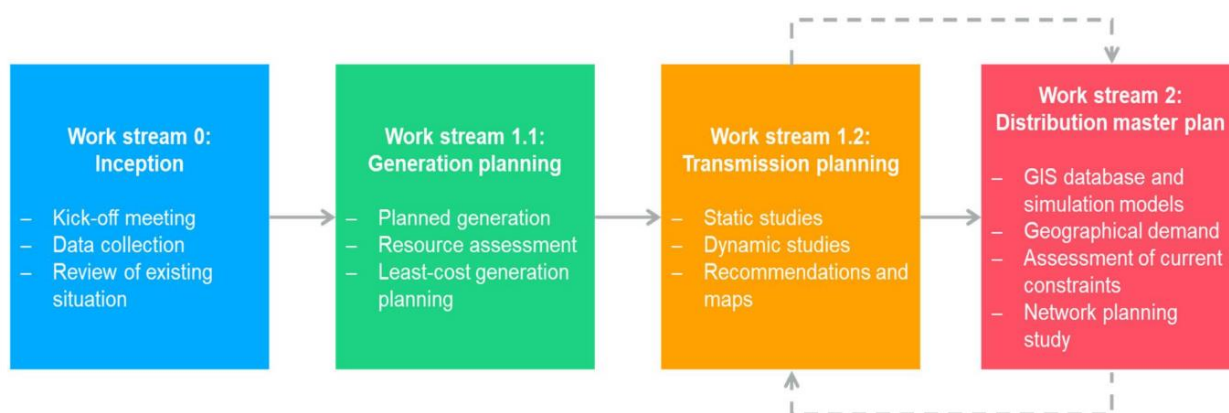 Work stream 0:
Inception
– Kick-off meeting
– Data collection
– Review of existing
situation
Work stream 1.1:
Generation planning
– Planned generation
– Resource assessment
– Least-cost generation
planning
Work stream 1.2:
Transmission planning
– Static studies
– Dynamic studies
– Recommendations and
maps
Work stream 2:
Distribution master plan
– GIS database and
simulation models
– Geographical demand
– Assessment of current
constraints
– Network planning
study